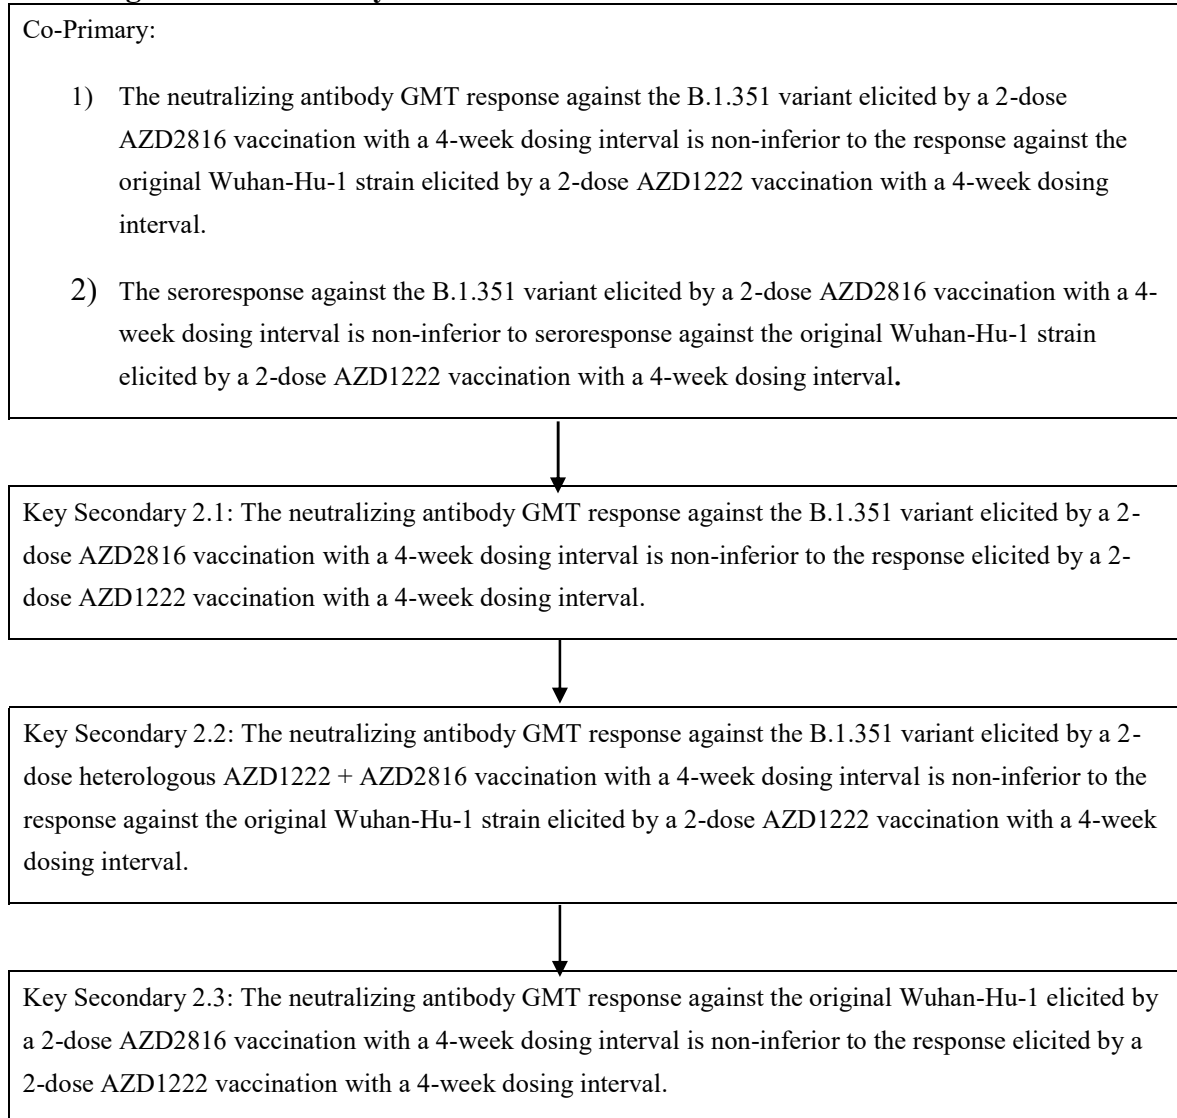 Co-Primary:
1) The neutralizing antibody GMT response against the B.1.351 variant elicited by a 2-dose
AZD2816 vaccination with a 4-week dosing interval is non-inferior to the response against the
original Wuhan-Hu-1 strain elicited by a 2-dose AZD1222 vaccination with a 4-week dosing
interval.
2) The seroresponse against the B.1.351 variant elicited by a 2-dose AZD2816 vaccination with a 4-
week dosing interval is non-inferior to seroresponse against the original Wuhan-Hu-1 strain
elicited by a 2-dose AZD1222 vaccination with a 4-week dosing interval.
Key Secondary 2.1: The neutralizing antibody GMT response against the B.1.351 variant elicited by a 2-
dose AZD2816 vaccination with a 4-week dosing interval is non-inferior to the response elicited by a 2-
dose AZD1222 vaccination with a 4-week dosing interval.
Key Secondary 2.2: The neutralizing antibody GMT response against the B.1.351 variant elicited by a 2-
dose heterologous AZD1222 + AZD2816 vaccination with a 4-week dosing interval is non-inferior to the
response against the original Wuhan-Hu-1 strain elicited by a 2-dose AZD1222 vaccination with a 4-week
dosing interval.
Key Secondary 2.3: The neutralizing antibody GMT response against the original Wuhan-Hu-1 elicited by
a 2-dose AZD2816 vaccination with a 4-week dosing interval is non-inferior to the response elicited by a
2-dose AZD1222 vaccination with a 4-week dosing interval.